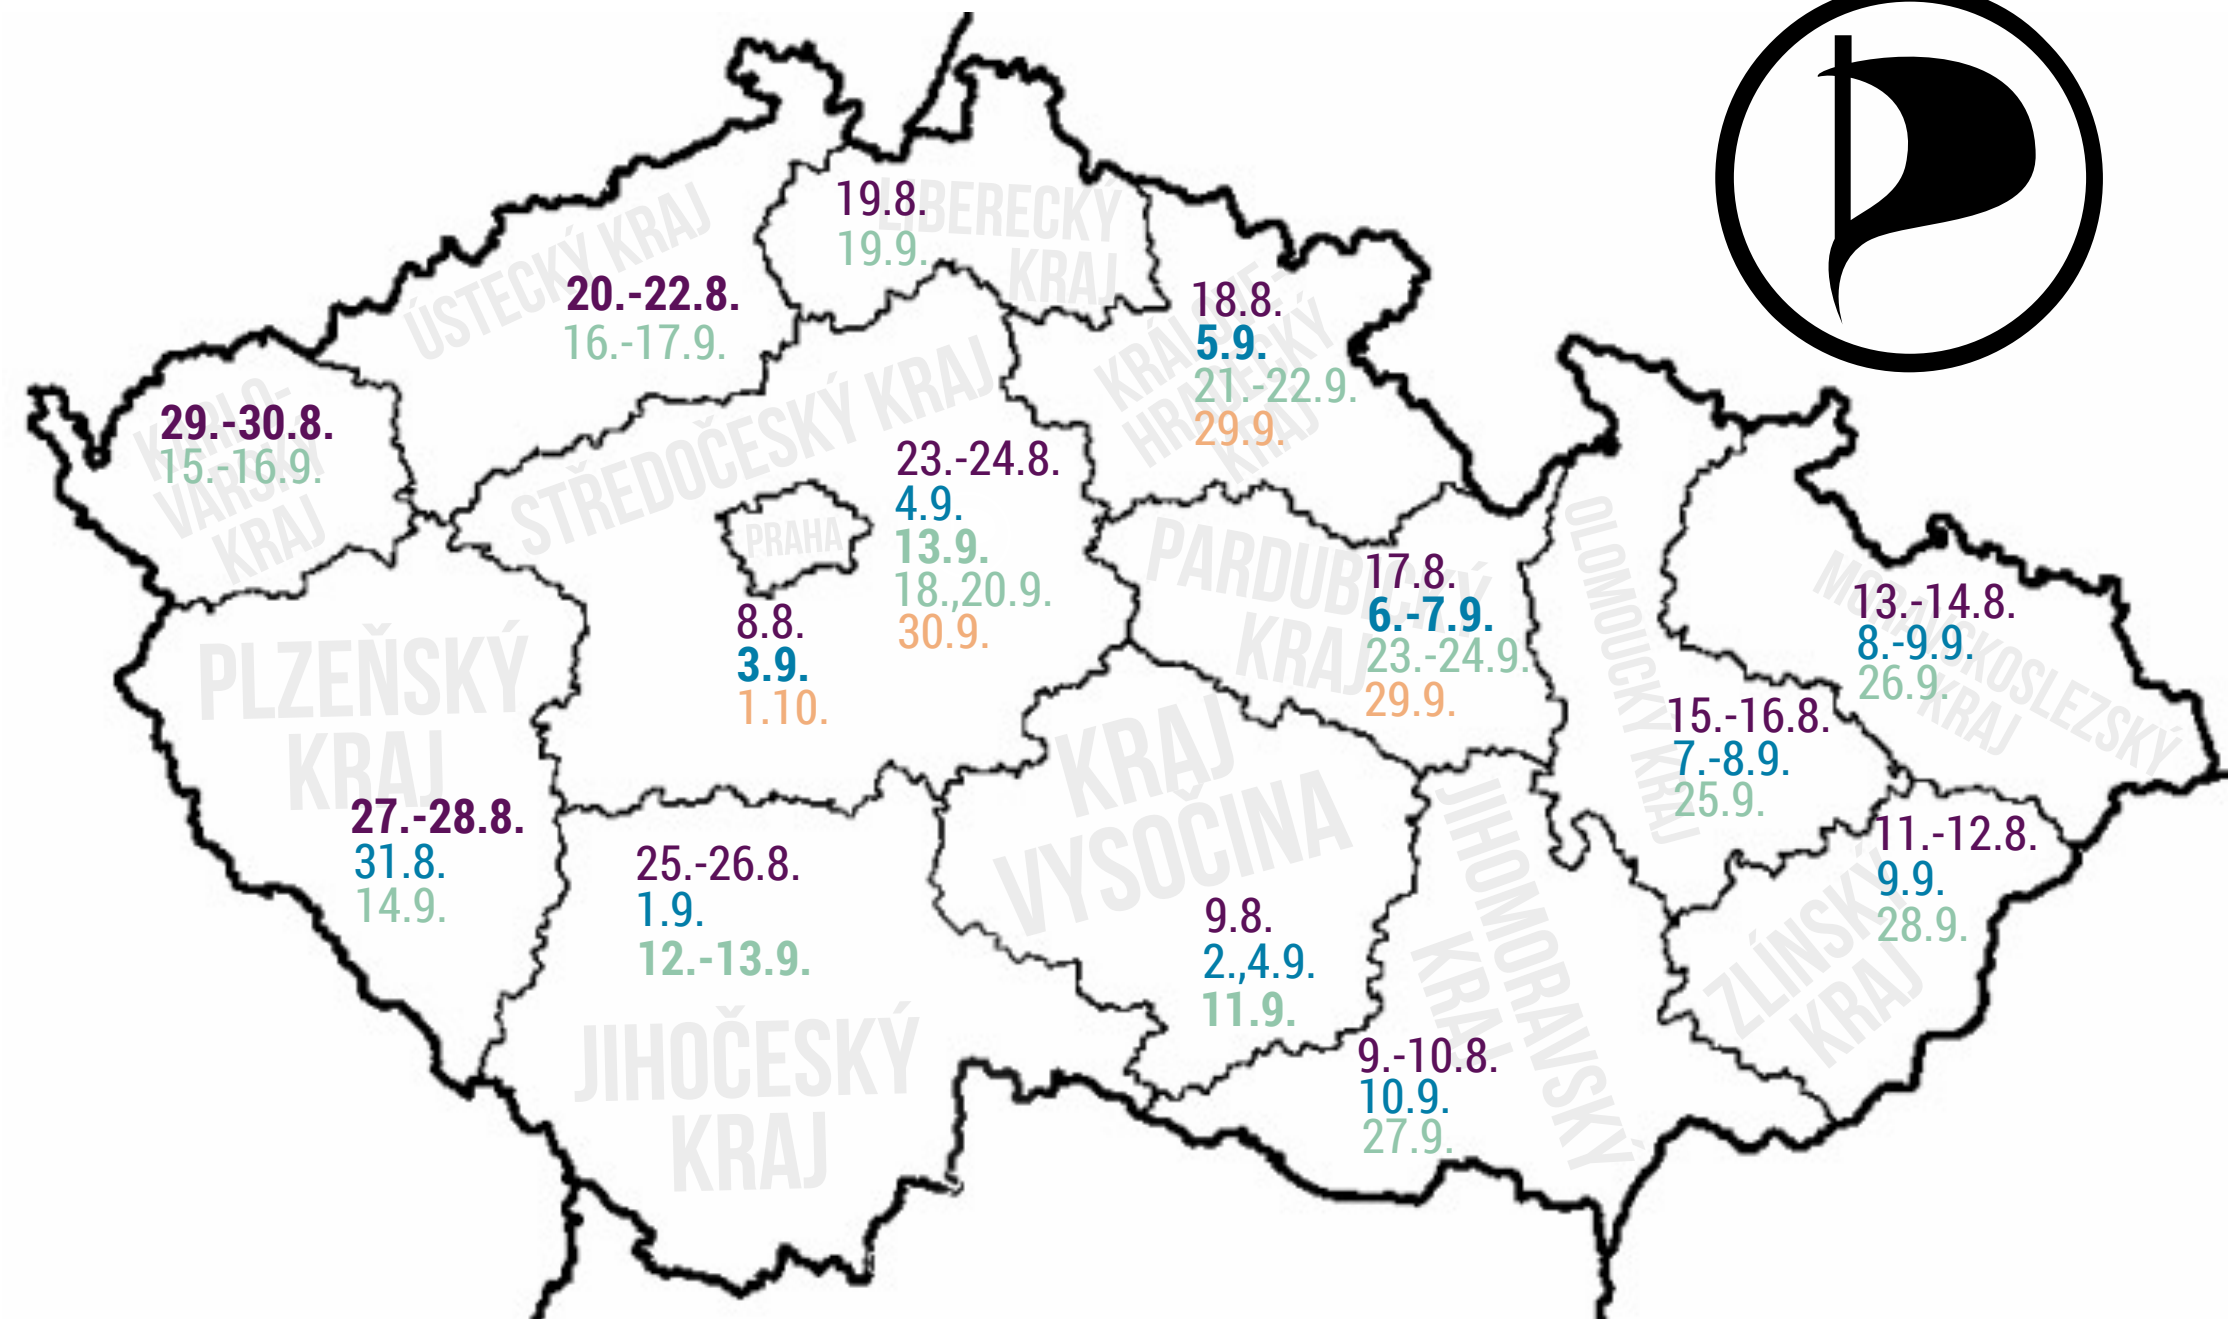 LIBERECKÝ
KRAJ
19.8.
19.9.
ÚSTECKÝ KRAJ
20.-22.8.
16.-17.9.
KRÁLOVE-
HRADECKÝ
KRAJ
18.8.
5.9.
21.-22.9.
29.9.
KARLO-
VARSKÝ
KRAJ
29.-30.8.
15.-16.9.
STŘEDOČESKÝ KRAJ
23.-24.8.
4.9.
13.9.
18.,20.9.
30.9.
PRAHA
8.8.
3.9.
1.10.
PARDUBICKÝ
KRAJ
17.8.
6.-7.9.
23.-24.9.
29.9.
OLOMOUCKÝ KRAJ
15.-16.8.
7.-8.9.
25.9.
MORAVSKOSLEZSKÝ
KRAJ
13.-14.8.
8.-9.9.
26.9.
PLZEŇSKÝ
KRAJ
27.-28.8.
31.8.
14.9.
JIHOČESKÝ
KRAJ
25.-26.8.
1.9.
12.-13.9.
KRAJ
VYSOČINA
9.8.
2.,4.9.
11.9.
JIHOMORAVSKÝ
KRAJ
9.-10.8.
10.9.
27.9.
ZLÍNSKÝ
KRAJ
11.-12.8.
9.9.
28.9.